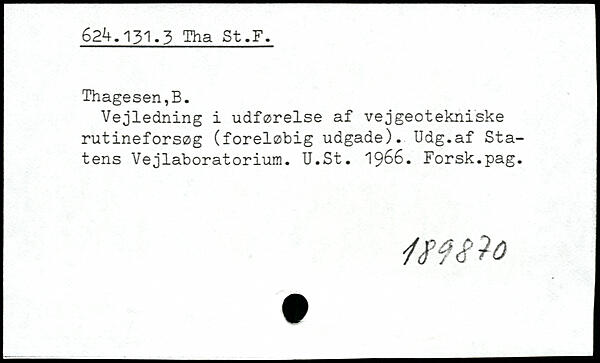 624.131.3 Tha St.F.
Thagesen,B.
Vejledning i udførelse af vejgeotekniske
rutineforsøg (foreløbig udgade). Udg.af Sta-
tens Vejlaboratorium. U.St. 1966. Forsk.pag.
189870